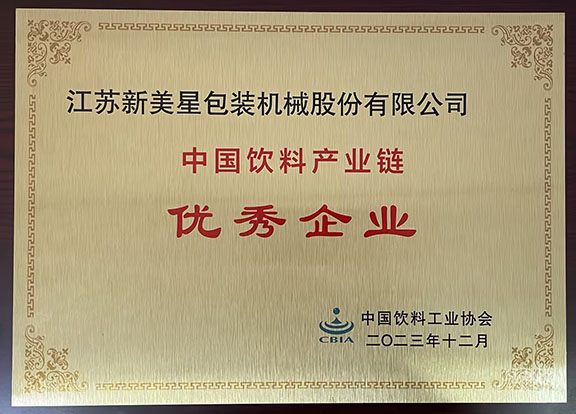 江苏新美星包装机械股份有限公司
中国饮料产业链
优秀企业
CBIA
中国饮料工业协会
二〇二三年十二月